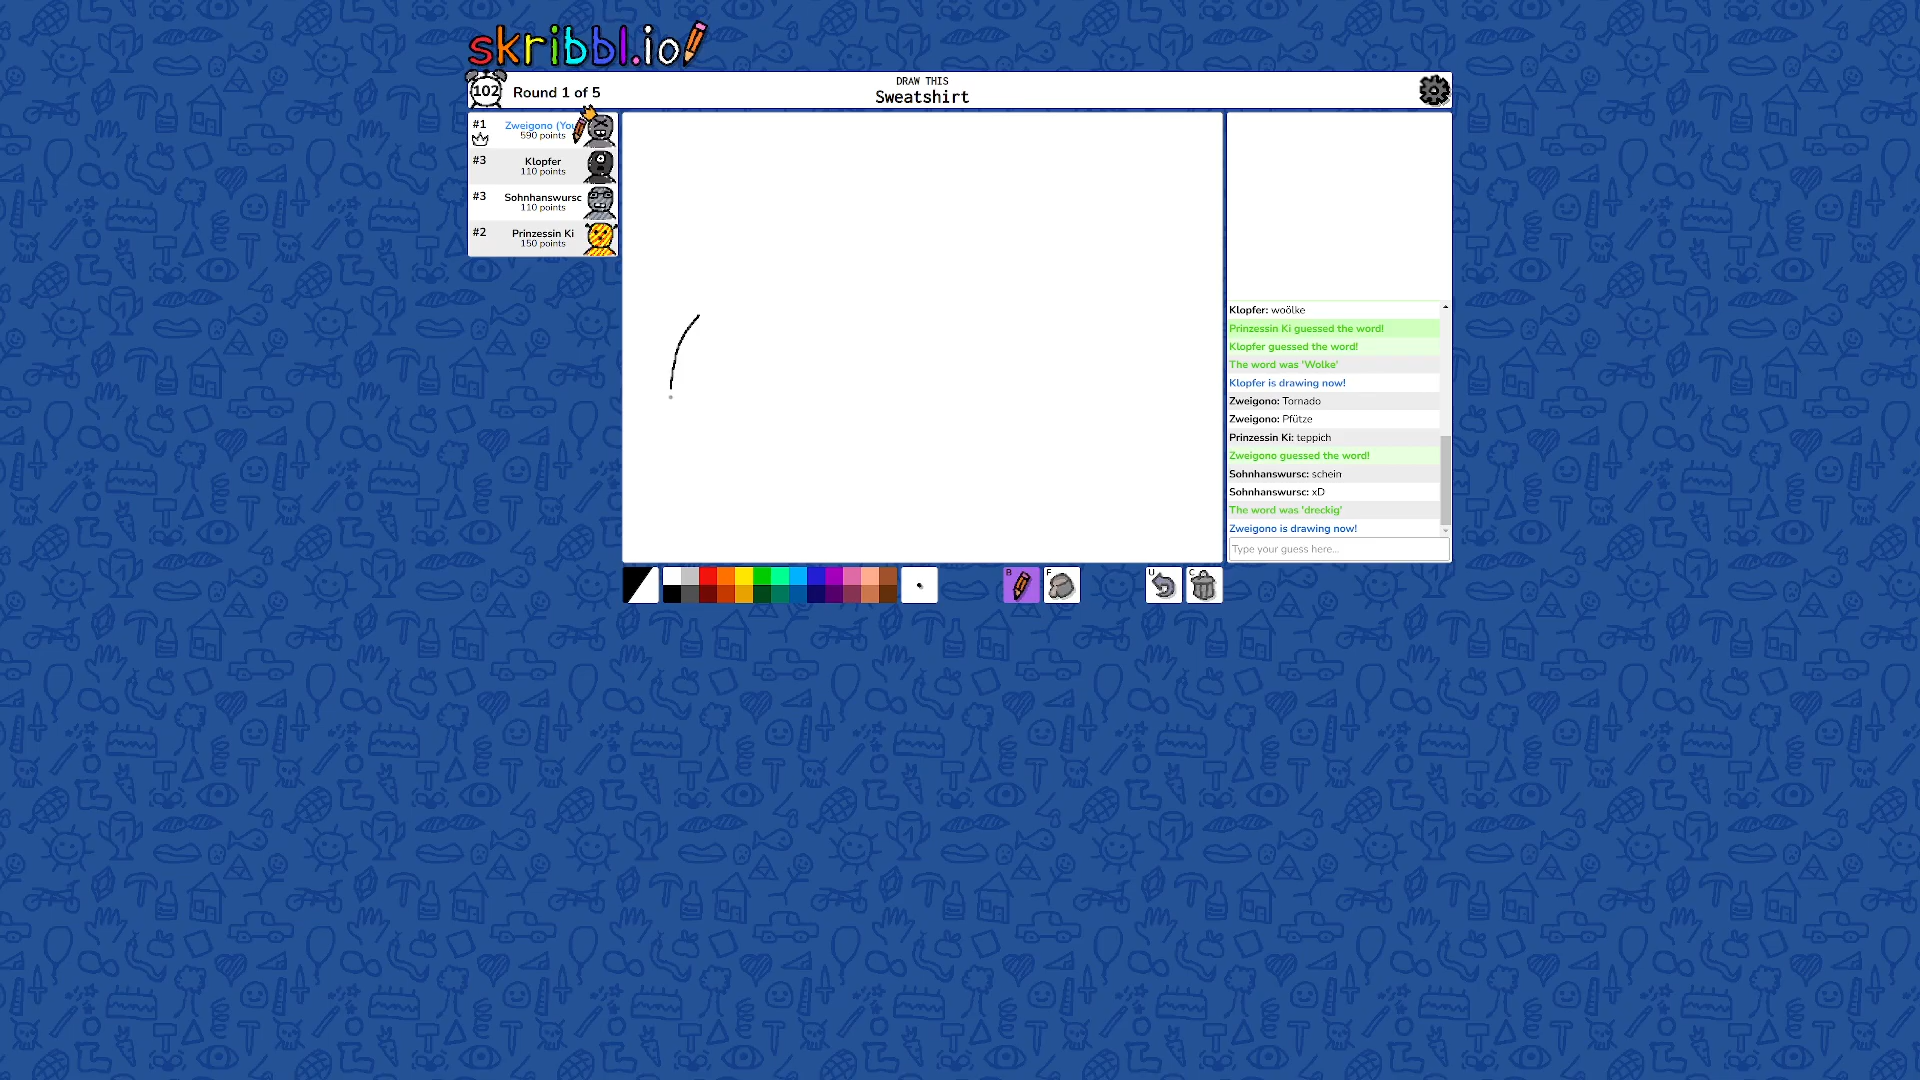 skribbl.io
102
Round 1 of 5
DRAW THIS
Sweatshirt
#1
Zweigono (You
590 points
#3
Klopfer
110 points
#3
Sohnhanswursc
110 points
#2
Prinzessin Ki
150 points
Klopfer: woölke
Prinzessin Ki guessed the word!
Klopfer guessed the word!
The word was 'Wolke'
Klopfer is drawing now!
Zweigono: Tornado
Zweigono: Pfütze
Prinzessin Ki: teppich
Zweigono guessed the word!
Sohnhanswursc: schein
Sohnhanswursc: xD
The word was 'dreckig'
Zweigono is drawing now!
Type your guess here...
B
F
U
C